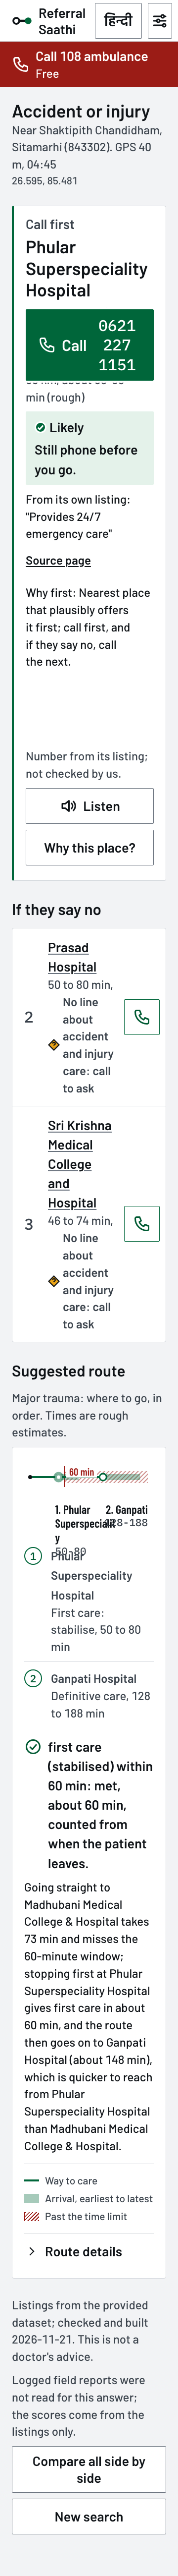 Referral
Saathi
हिन्दी
Call 108 ambulance
Free
Accident or injury
Near Shaktipith Chandidham,
Sitamarhi (843302). GPS 40
m, 04:45
26.595, 85.481
Call first
Phular
Superspeciality
Hospital
Call 0621
227
1151
min (rough)
Likely
Still phone before
you go.
From its own listing:
"Provides 24/7
emergency care"
Source page
Why first: Nearest place
that plausibly offers
it first; call first, and
if they say no, call
the next.
Number from its listing;
not checked by us.
Listen
Why this place?
If they say no
2
Prasad
Hospital
50 to 80 min,
No line
about
accident
and injury
care: call
to ask
3
Sri Krishna
Medical
College
and
Hospital
46 to 74 min,
No line
about
accident
and injury
care: call
to ask
Suggested route
Major trauma: where to go, in
order. Times are rough
estimates.
60 min
1. Phular
Superspecialit
y
50-80
2. Ganpati
128-188
1
Phular
Superspeciality
Hospital
First care:
stabilise, 50 to 80
min
2
Ganpati Hospital
Definitive care, 128
to 188 min
first care
(stabilised) within
60 min: met,
about 60 min,
counted from
when the patient
leaves.
Going straight to
Madhubani Medical
College & Hospital takes
73 min and misses the
60-minute window;
stopping first at Phular
Superspeciality Hospital
gives first care in about
60 min, and the route
then goes on to Ganpati
Hospital (about 148 min),
which is quicker to reach
from Phular
Superspeciality Hospital
than Madhubani Medical
College & Hospital.
Way to care
Arrival, earliest to latest
Past the time limit
Route details
Listings from the provided
dataset; checked and built
2026-11-21. This is not a
doctor's advice.
Logged field reports were
not read for this answer;
the scores come from the
listings only.
Compare all side by
side
New search